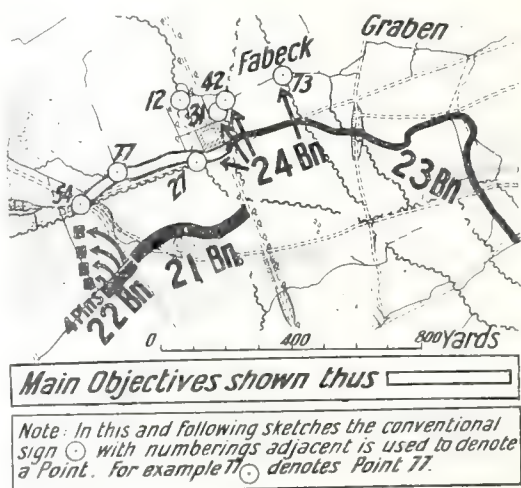 Graben
Fabeck
73
42
12
31
77
27
24 Bn
23 Bn
54
21 Bn.
4 Plns
22 Bn.
0 400 800 Yards
Main Objectives shown thus
Note: In this and following sketches the conventional
sign ⊙ with numberings adjacent is used to denote
a Point. For example 77 ⊙ denotes Point 77.